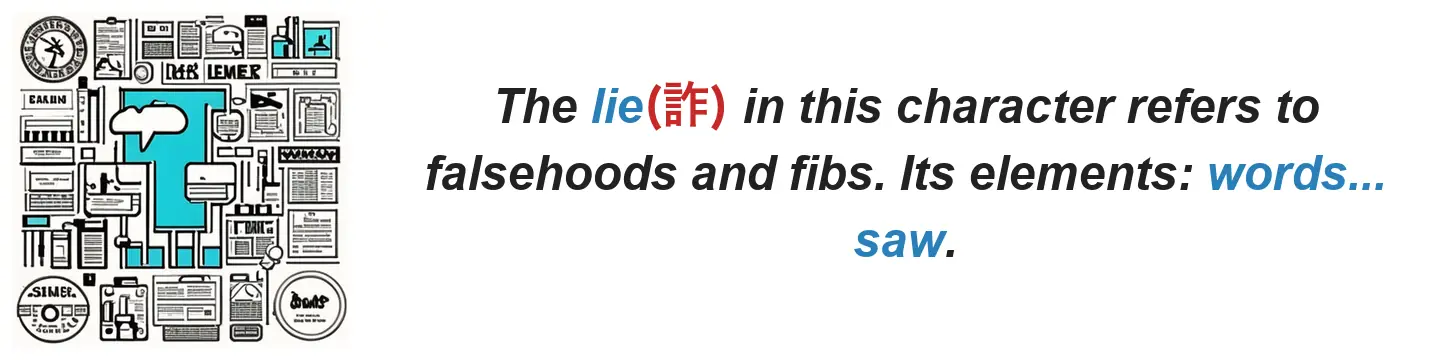 The lie(詐) in this character refers to
falsehoods and fibs. Its elements: words...
saw.